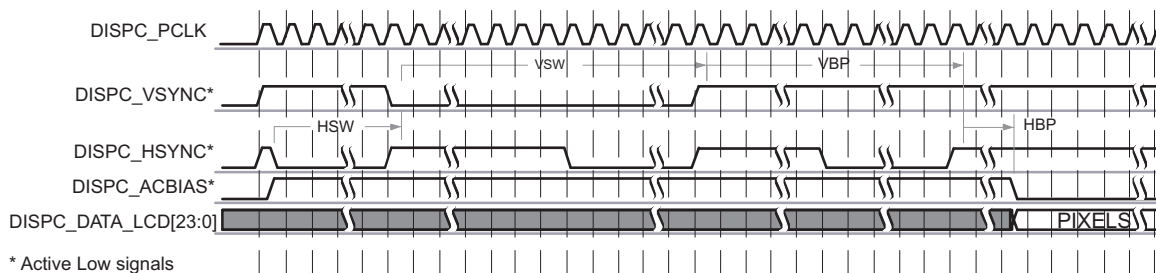 DISPC_PCLK
VSW VBP
DISPC_VSYNC*
HSW HBP
DISPC_HSYNC*
DISPC_ACBIAS*
DISPC_DATA_LCD[23:0] PIXELS
* Active Low signals